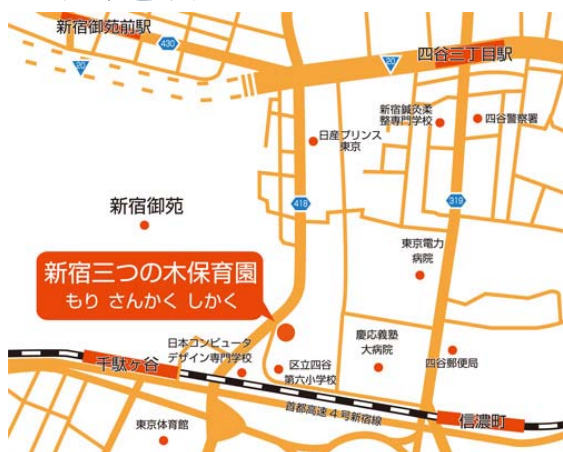 新宿御苑前駅
430
20
20
四谷三丁目駅
新宿鍼灸柔
整専門学校
四谷警察署
日産プリンス
東京
418
319
新宿御苑
東京電力
病院
新宿三つの木保育園
もり さんかく しかく
日本コンピュータ
デザイン専門学校
慶応義塾
大病院
千駄ヶ谷
区立四谷
第六小学校
四谷郵便局
首都高速4号新宿線
信濃町
東京体育館